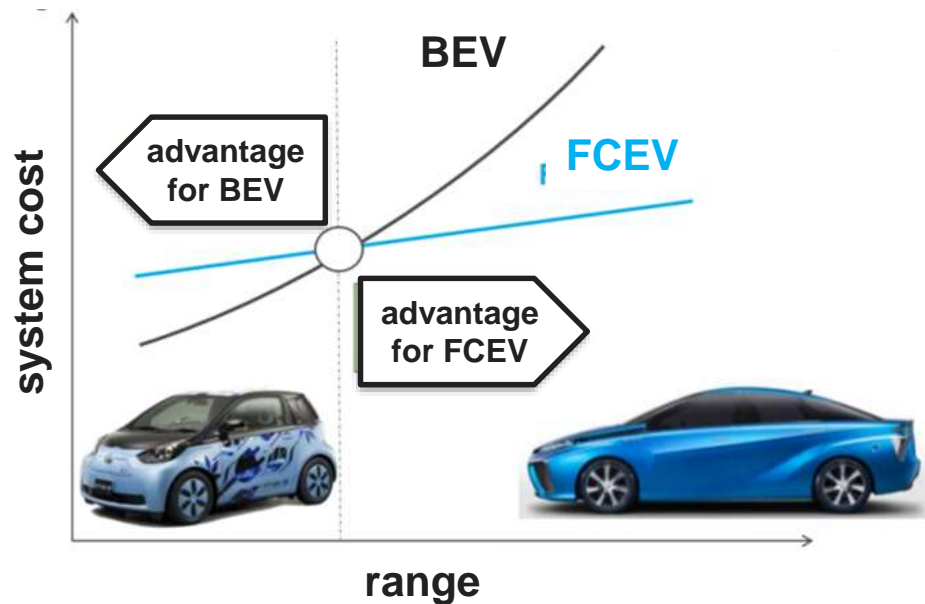 BEV
advantage
for BEV
FCEV
system cost
advantage
for FCEV
range